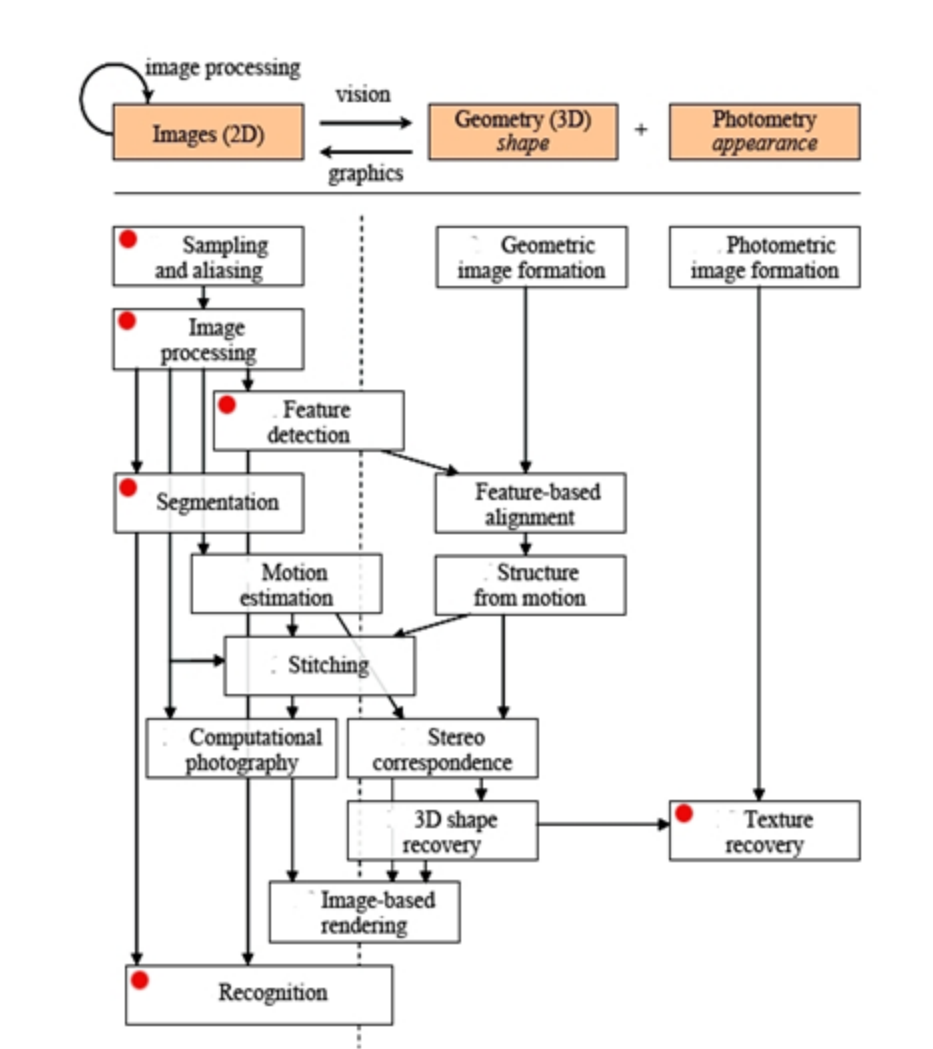 image processing
vision
Images (2D)
Geometry (3D)
shape
+
Photometry
appearance
graphics
Sampling
and aliasing
Geometric
image formation
Photometric
image formation
Image
processing
Feature
detection
Segmentation
Feature-based
alignment
Motion
estimation
Structure
from motion
Stitching
Computational
photography
Stereo
correspondence
3D shape
recovery
Texture
recovery
Image-based
rendering
Recognition